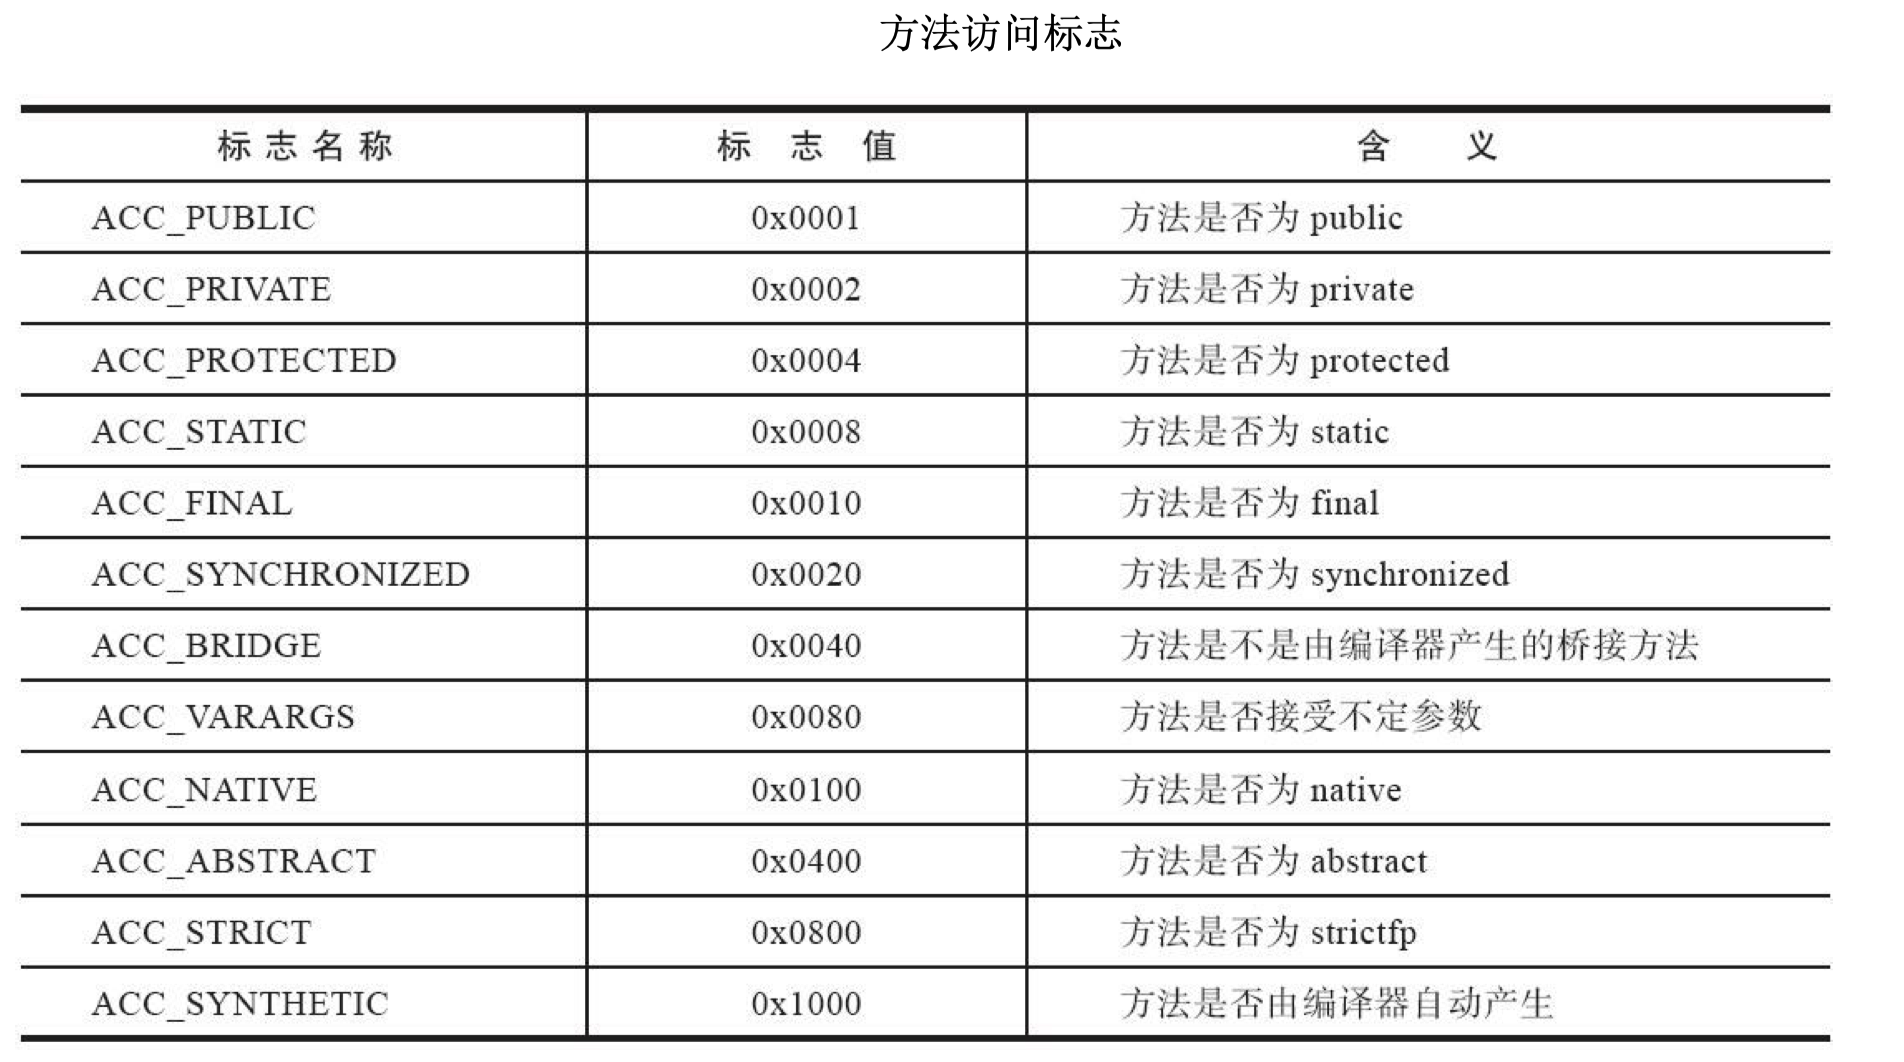 方法访问标志
标志名称 标志值 含义
ACC_PUBLIC 0x0001 方法是否为 public
ACC_PRIVATE 0x0002 方法是否为 private
ACC_PROTECTED 0x0004 方法是否为 protected
ACC_STATIC 0x0008 方法是否为 static
ACC_FINAL 0x0010 方法是否为 final
ACC_SYNCHRONIZED 0x0020 方法是否为 synchronized
ACC_BRIDGE 0x0040 方法是不是由编译器产生的桥接方法
ACC_VARARGS 0x0080 方法是否接受不定参数
ACC_NATIVE 0x0100 方法是否为 native
ACC_ABSTRACT 0x0400 方法是否为 abstract
ACC_STRICT 0x0800 方法是否为 strictfp
ACC_SYNTHETIC 0x1000 方法是否由编译器自动产生